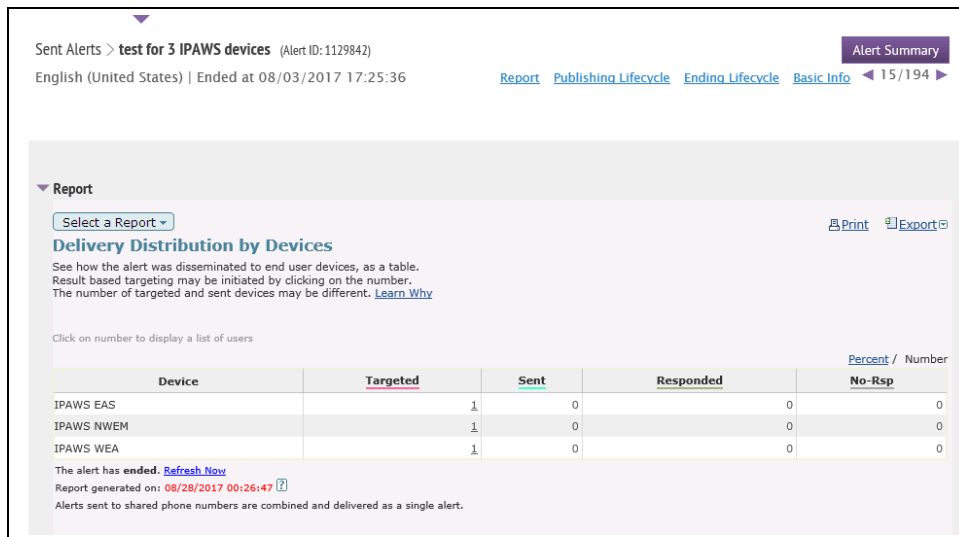 Sent Alerts > test for 3 IPAWS devices (Alert ID: 1129842)
Alert Summary
English (United States) | Ended at 08/03/2017 17:25:36
Report Publishing Lifecycle Ending Lifecycle Basic Info ◀ 15/194 ▶
Report
Select a Report
Print Export
Delivery Distribution by Devices
See how the alert was disseminated to end user devices, as a table.
Result based targeting may be initiated by clicking on the number.
The number of targeted and sent devices may be different. Learn Why
Click on number to display a list of users
Percent / Number
Device Targeted Sent Responded No-Rsp
IPAWS EAS 1 0 0 0
IPAWS NWEM 1 0 0 0
IPAWS WEA 1 0 0 0
The alert has ended. Refresh Now
Report generated on: 08/28/2017 00:26:47 ?
Alerts sent to shared phone numbers are combined and delivered as a single alert.